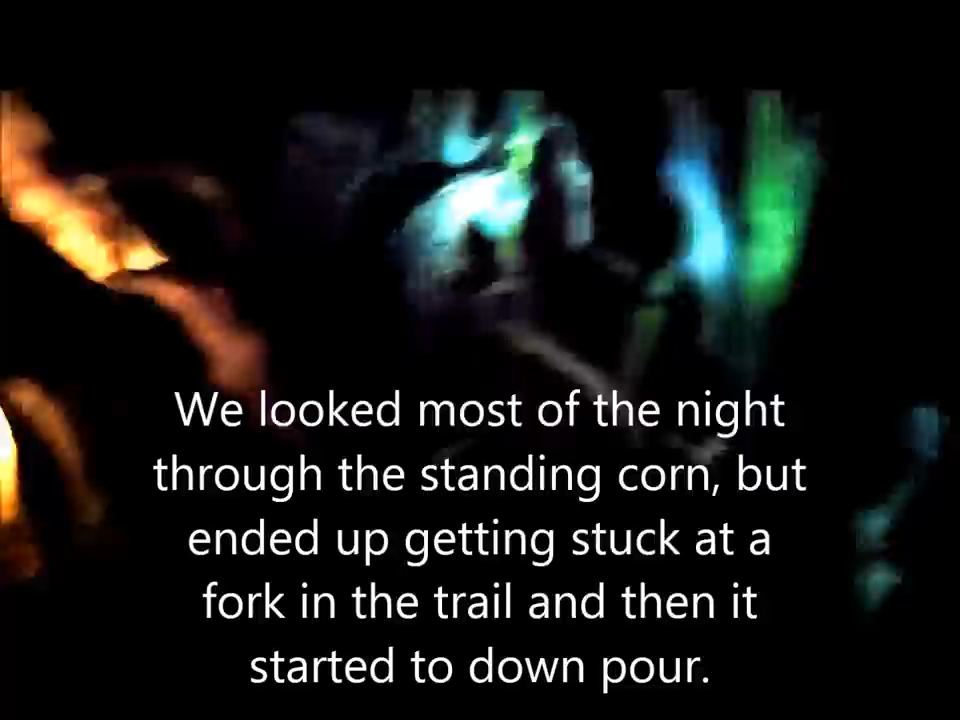 We looked most of the night
through the standing corn, but
ended up getting stuck at a
fork in the trail and then it
started to down pour.